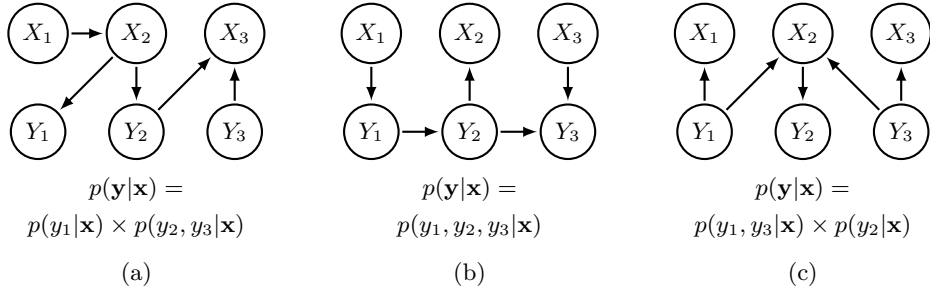 X₁ X₂ X₃ X₁ X₂ X₃ X₁ X₂ X₃
Y₁ Y₂ Y₃ Y₁ Y₂ Y₃ Y₁ Y₂ Y₃
p(y|x) = p(y|x) = p(y|x) =
p(y₁|x) × p(y₂, y₃|x) p(y₁, y₂, y₃|x) p(y₁, y₃|x) × p(y₂|x)
(a) (b) (c)